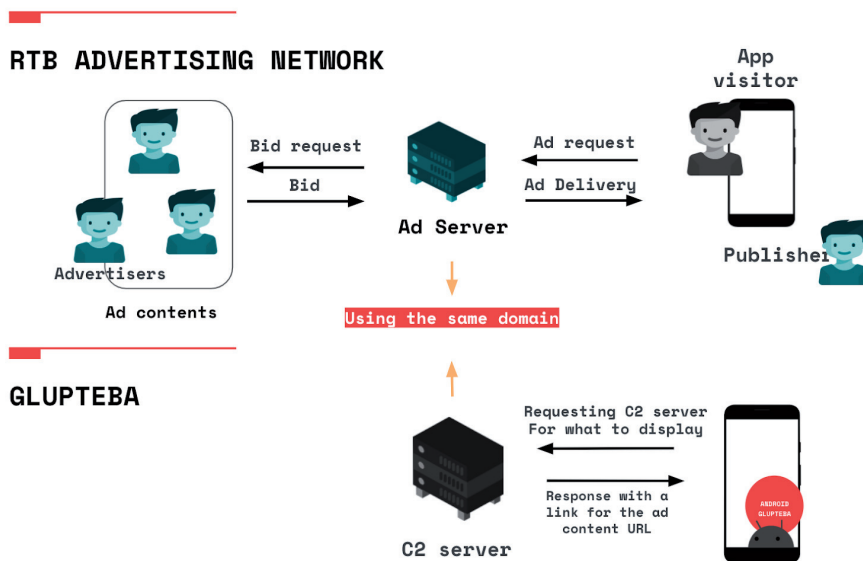 RTB ADVERTISING NETWORK
App
visitor
Bid request
Bid
Ad request
Ad Delivery
Ad Server
Advertisers
Ad contents
Publisher
Using the same domain
GLUPTEBA
Requesting C2 server
For what to display
Response with a
link for the ad
content URL
C2 server
ANDROID
GLUPTEBA